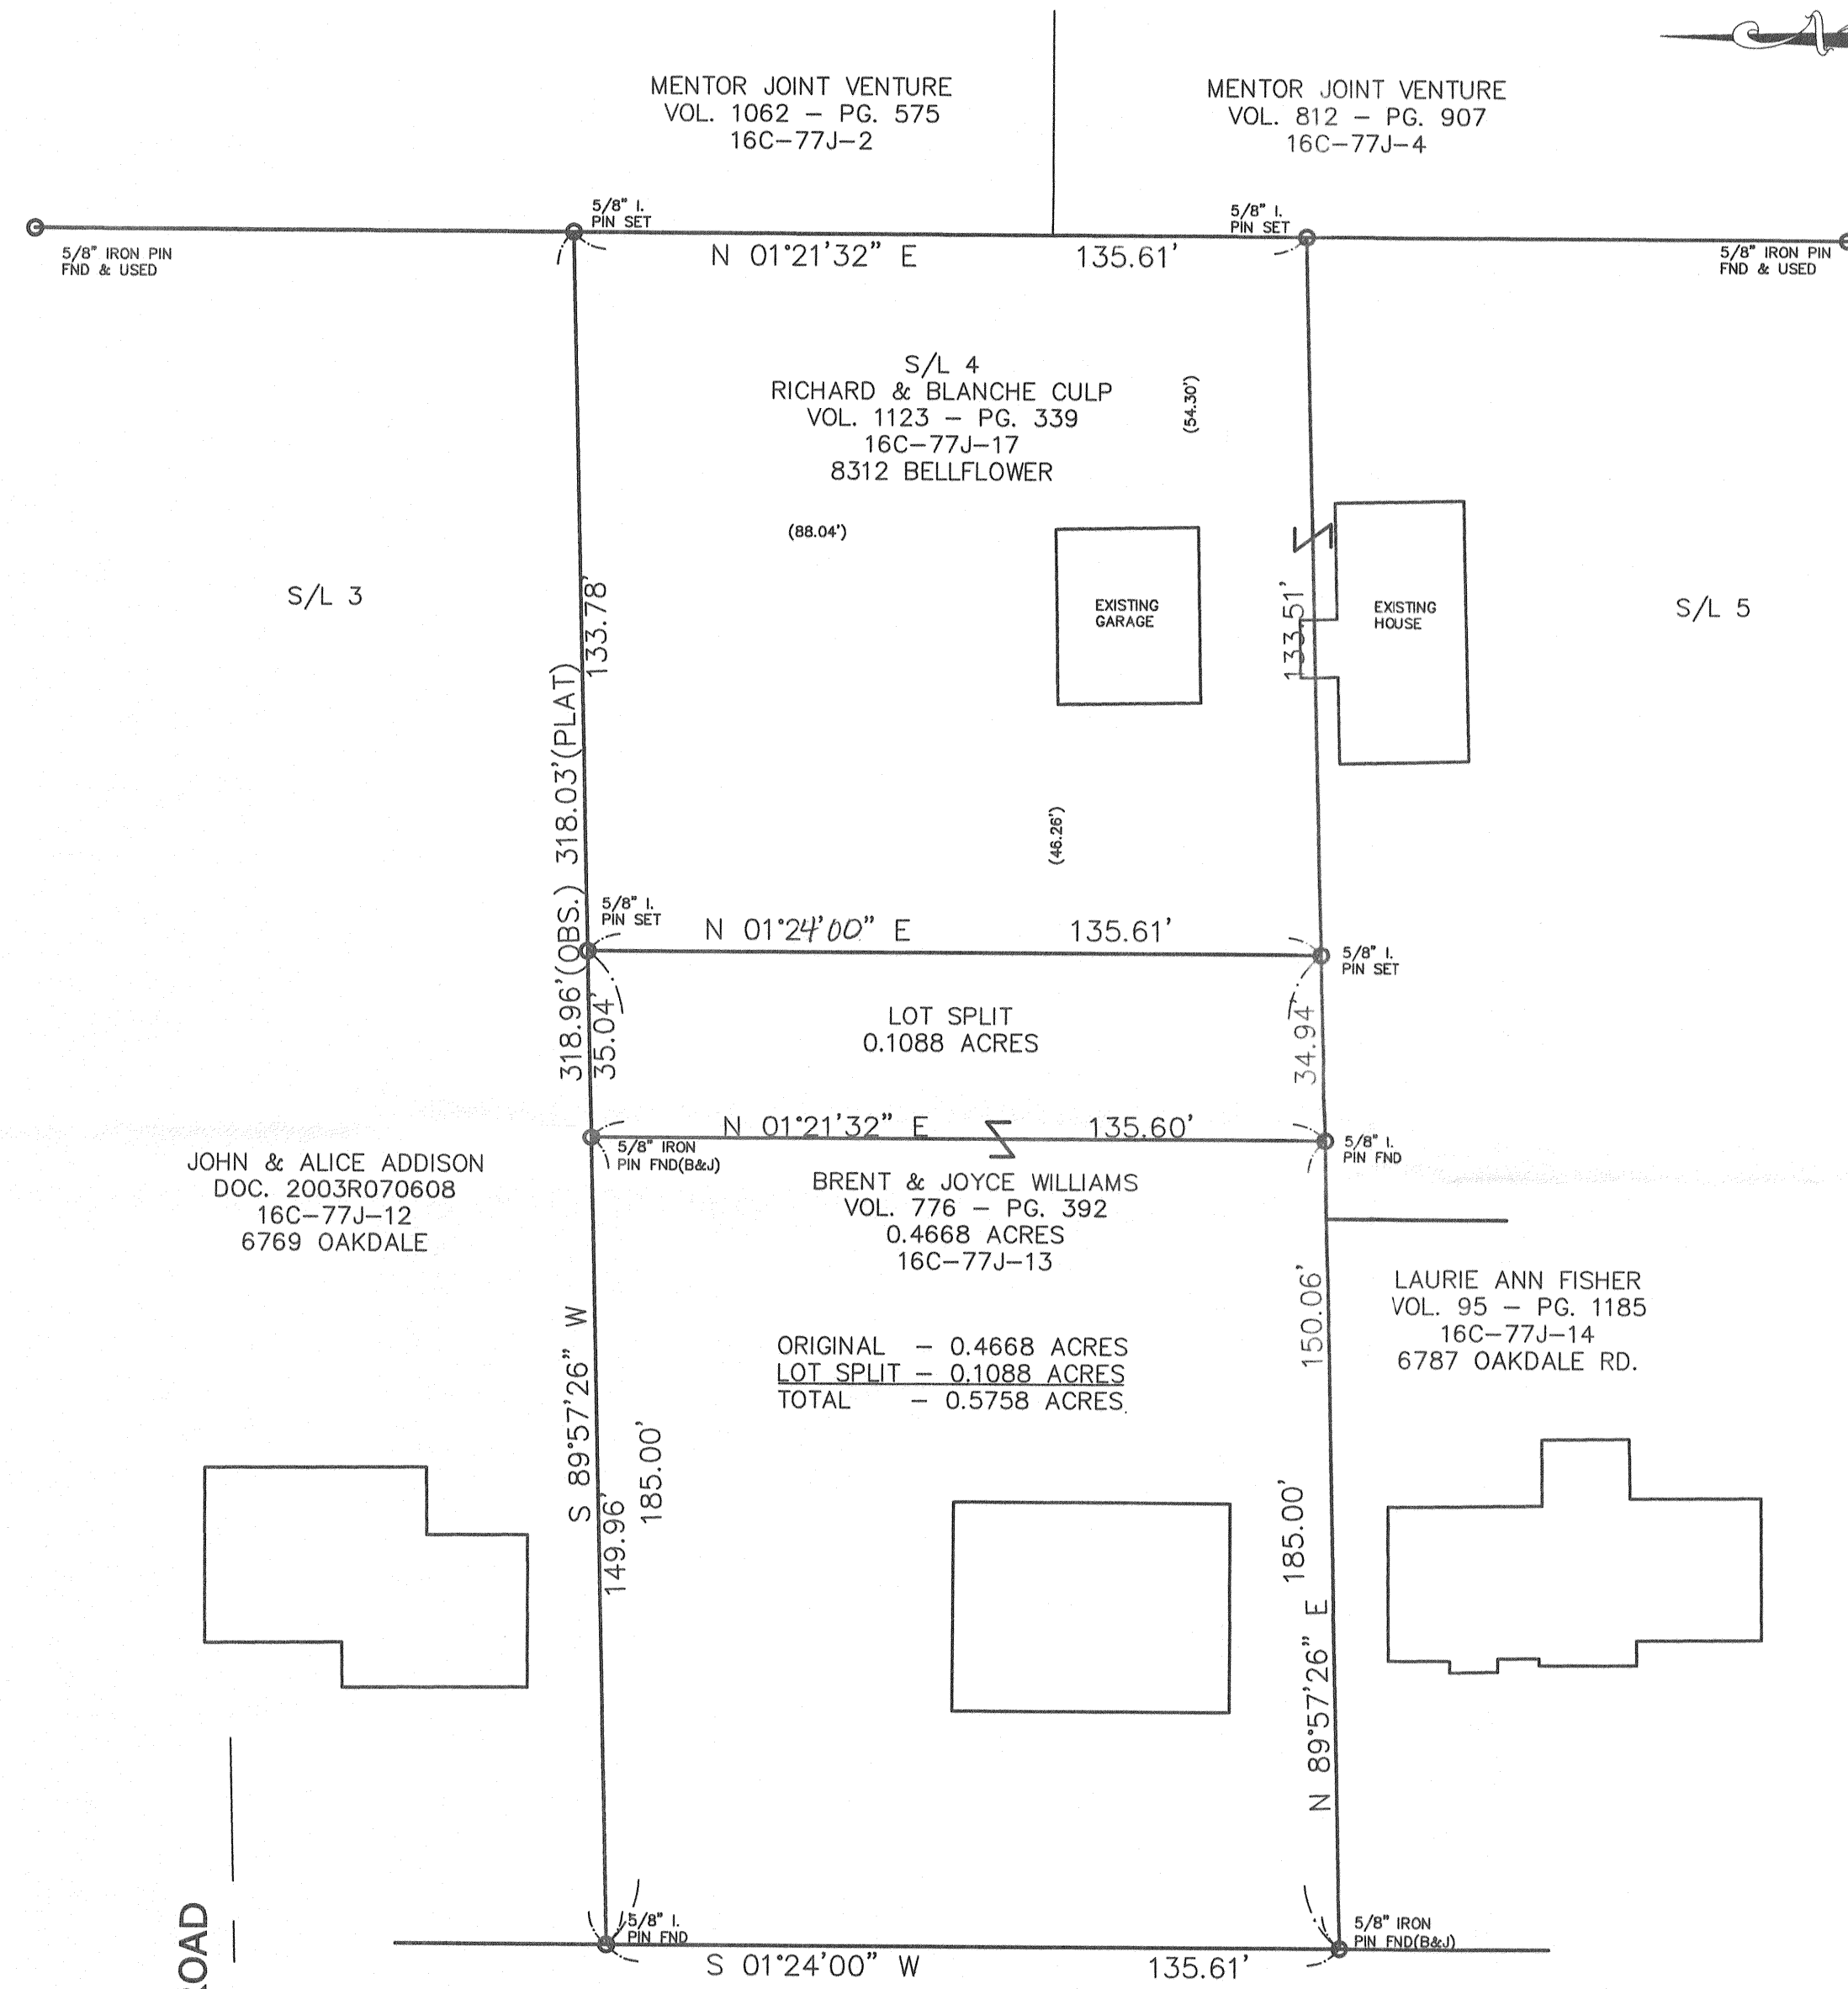 MENTOR JOINT VENTURE
VOL. 1062 – PG. 575
16C–77J–2
MENTOR JOINT VENTURE
VOL. 812 – PG. 907
16C–77J–4
5/8" IRON PIN
FND & USED
5/8" I.
PIN SET
N 01°21'32" E 135.61'
5/8" I.
PIN SET
5/8" IRON PIN
FND & USED
S/L 4
RICHARD & BLANCHE CULP
VOL. 1123 – PG. 339
16C–77J–17
8312 BELLFLOWER
(54.30')
(88.04')
S/L 3
133.78'
EXISTING
GARAGE
133.51'
EXISTING
HOUSE
S/L 5
318.96'(OBS.) 318.03'(PLAT)
(46.26')
5/8" I.
PIN SET
N 01°24'00" E 135.61'
5/8" I.
PIN SET
35.04'
LOT SPLIT
0.1088 ACRES
34.94'
N 01°21'32" E 135.60'
5/8" IRON
PIN FND(B&J)
5/8" I.
PIN FND
JOHN & ALICE ADDISON
DOC. 2003R070608
16C–77J–12
6769 OAKDALE
BRENT & JOYCE WILLIAMS
VOL. 776 – PG. 392
0.4668 ACRES
16C–77J–13
150.06'
LAURIE ANN FISHER
VOL. 95 – PG. 1185
16C–77J–14
6787 OAKDALE RD.
ORIGINAL – 0.4668 ACRES
LOT SPLIT – 0.1088 ACRES
TOTAL – 0.5758 ACRES.
S 89°57'26" W
149.96'
185.00'
185.00'
N 89°57'26" E
ROAD
5/8" I.
PIN FND
5/8" IRON
PIN FND(B&J)
S 01°24'00" W 135.61'